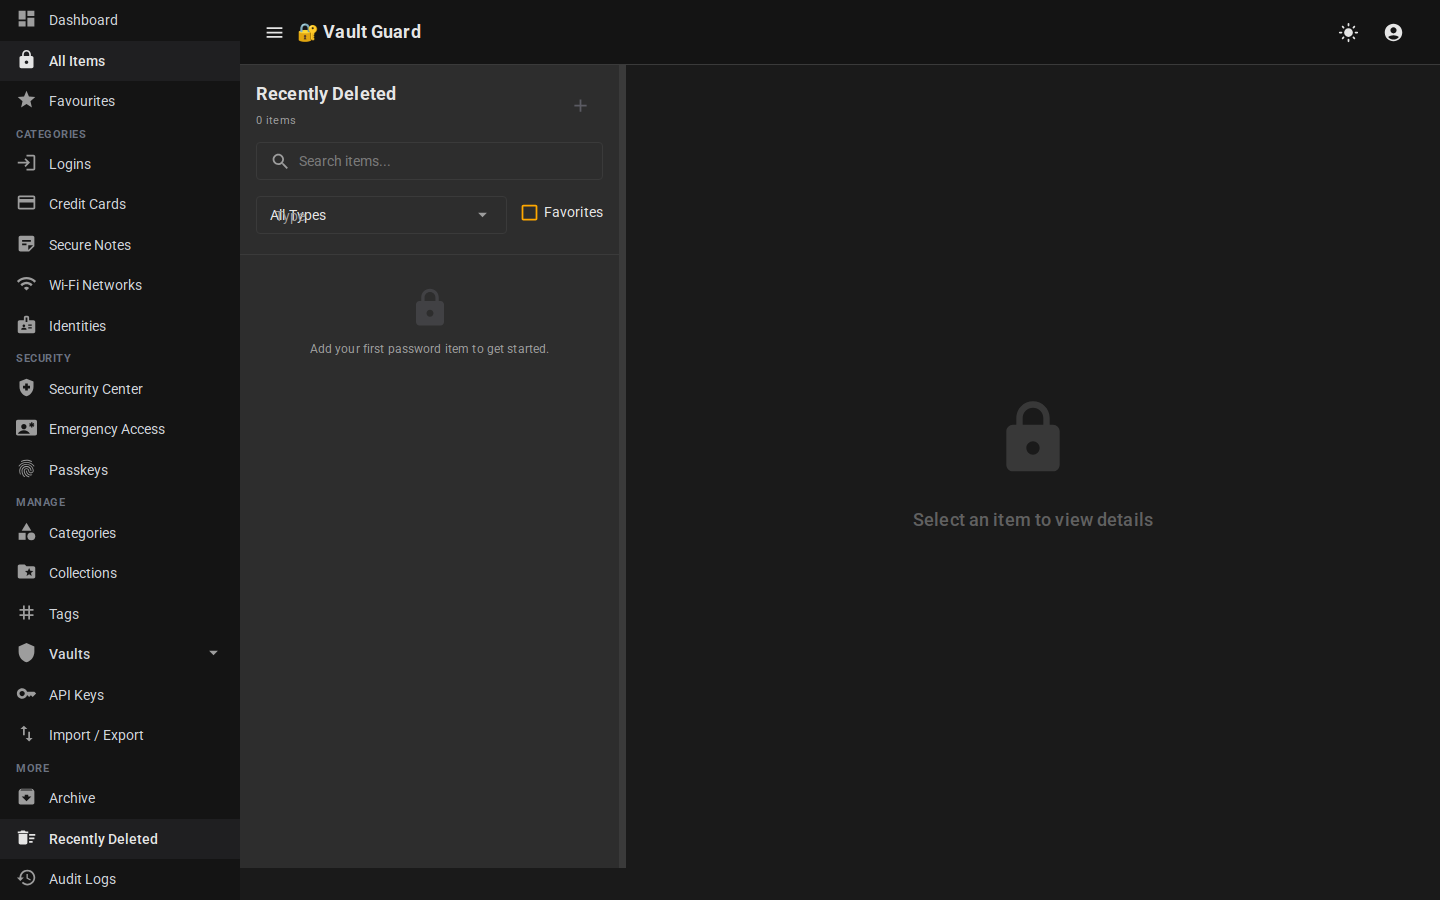 Dashboard
All Items
Favourites
CATEGORIES
Logins
Credit Cards
Secure Notes
Wi-Fi Networks
Identities
SECURITY
Security Center
Emergency Access
Passkeys
MANAGE
Categories
Collections
Tags
Vaults
API Keys
Import / Export
MORE
Archive
Recently Deleted
Audit Logs
Vault Guard
Recently Deleted
0 items
Search items...
All Types
Type
Favorites
Add your first password item to get started.
Select an item to view details